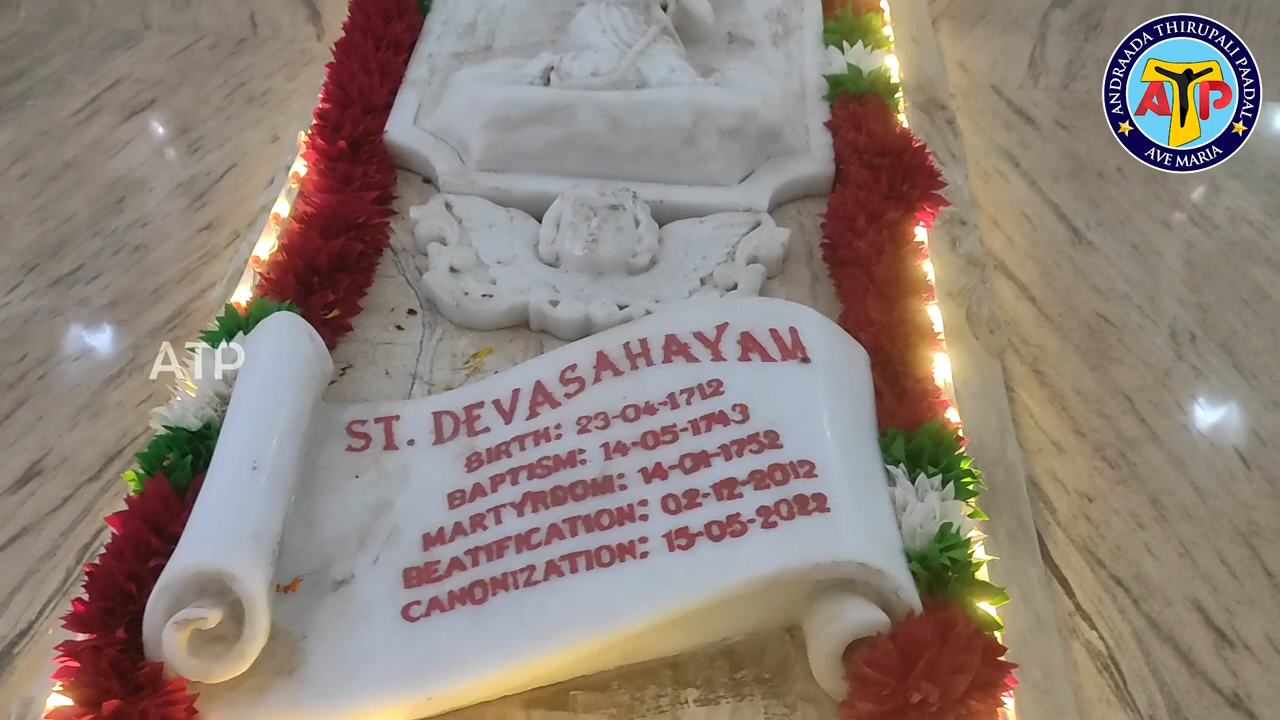 ANDRAADA THIRUPALI PAADAL
ATP
AVE MARIA
ATP
ST. DEVASAHAYAM
BIRTH: 23-04-1712
BAPTISM: 14-05-1743
MARTYRDOM: 14-01-1752
BEATIFICATION: 02-12-2012
CANONIZATION: 15-05-2022